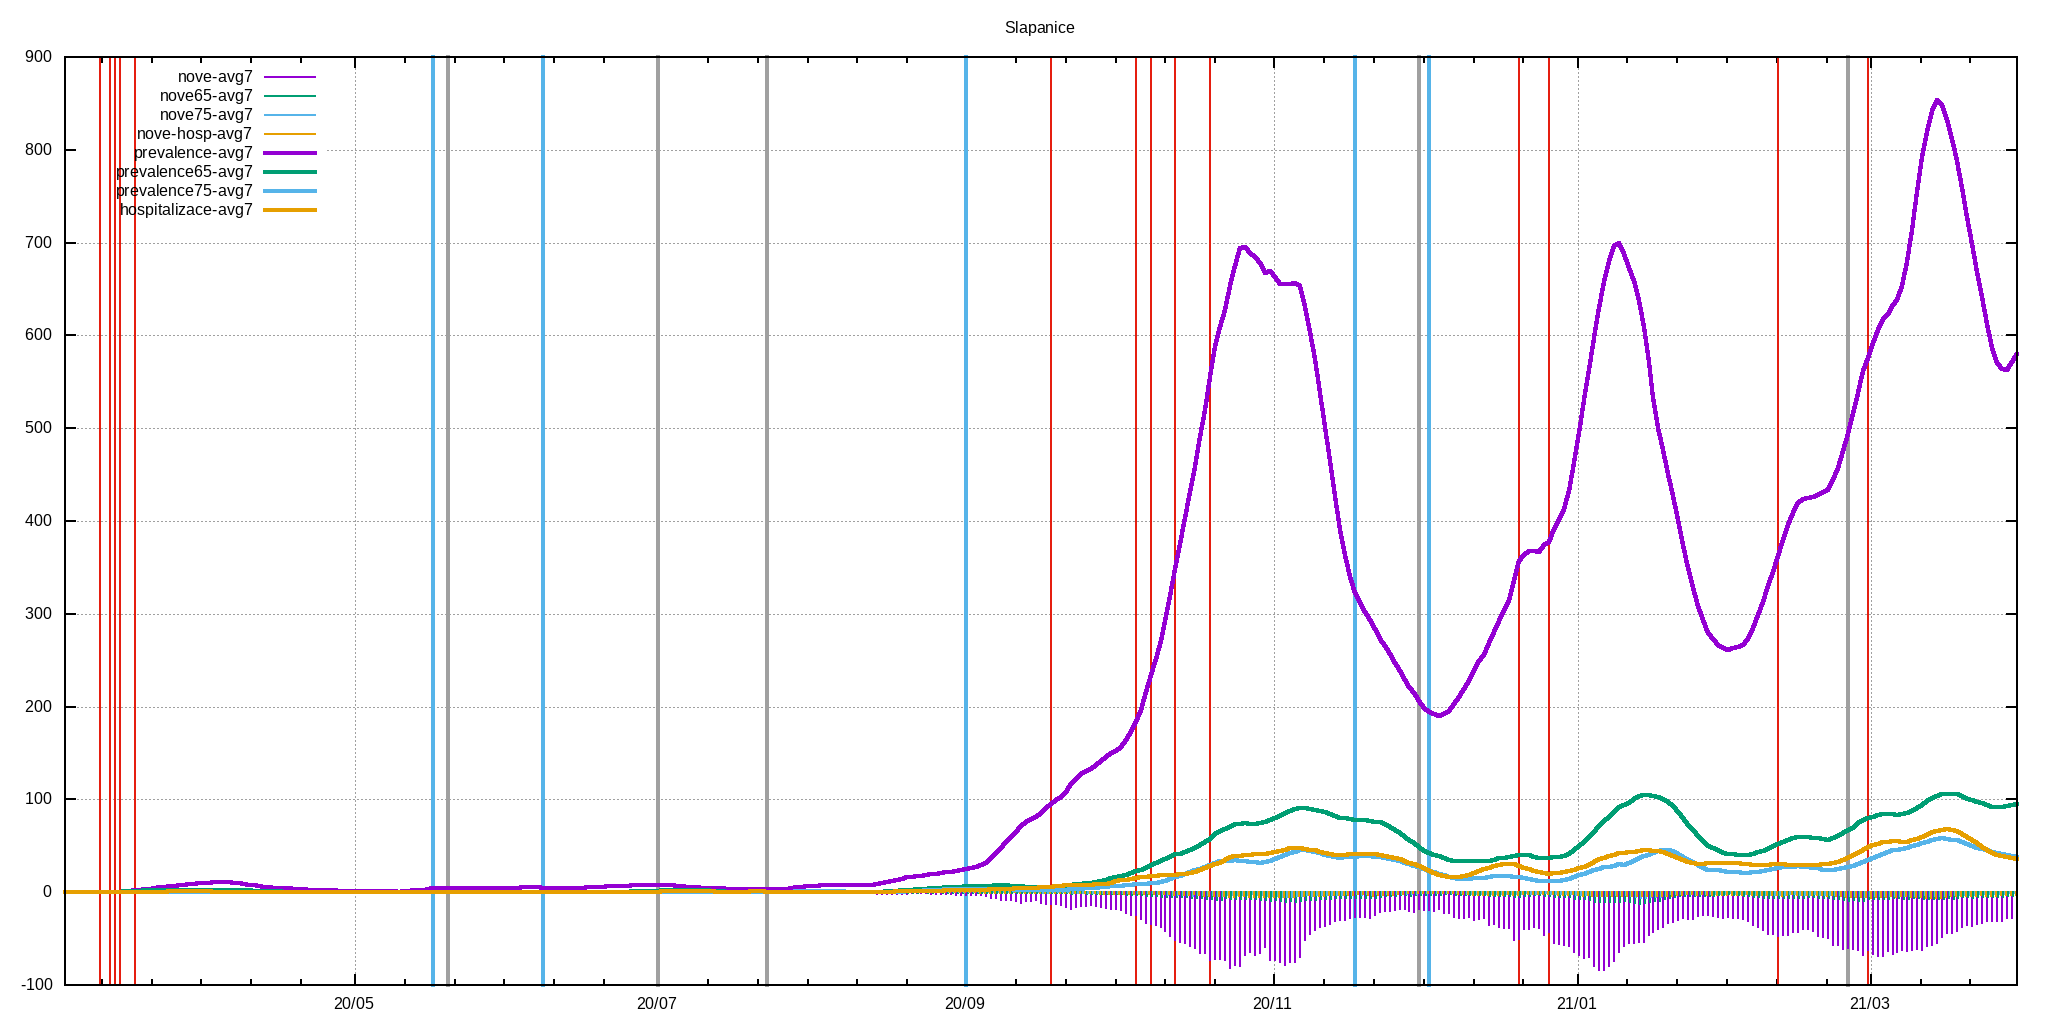 Slapanice
900
800
700
600
500
400
300
200
100
0
-100
nove-avg7
nove65-avg7
nove75-avg7
nove-hosp-avg7
prevalence-avg7
prevalence65-avg7
prevalence75-avg7
hospitalizace-avg7
20/05 20/07 20/09 20/11 21/01 21/03